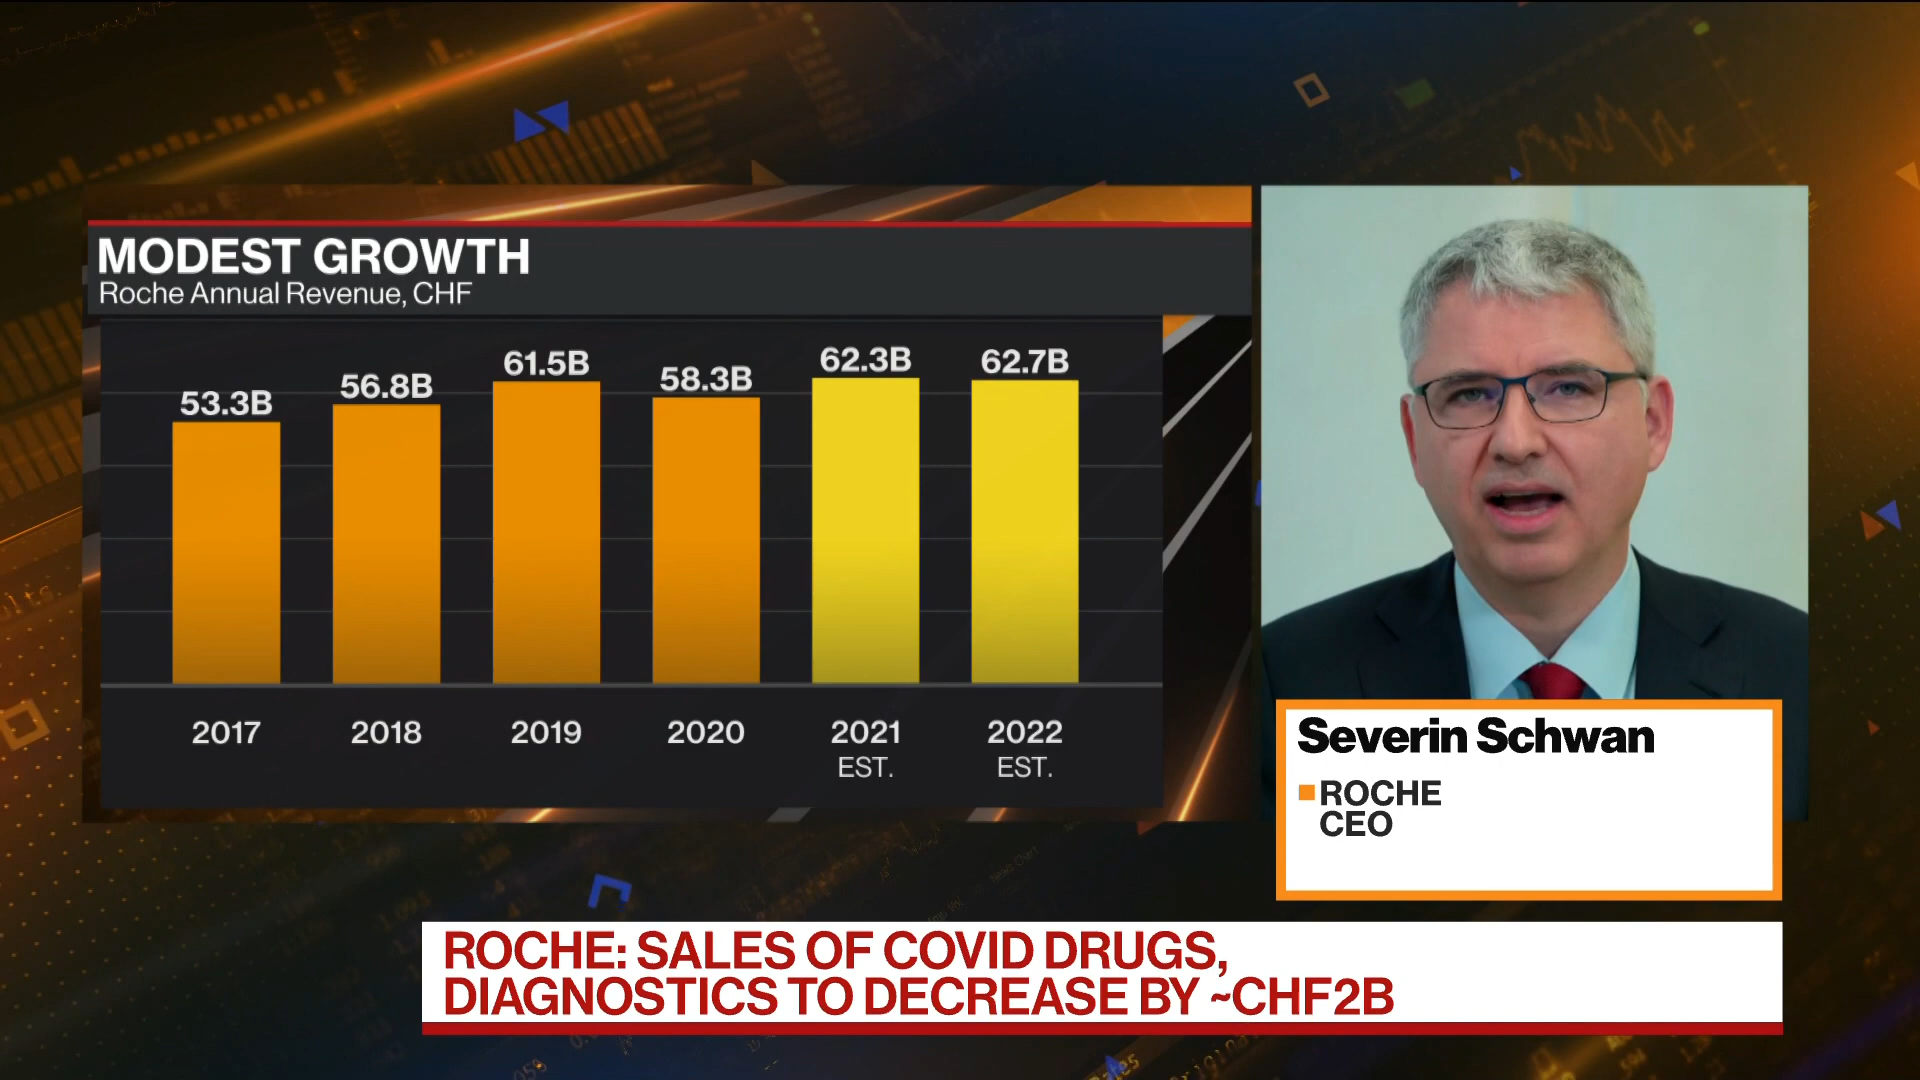 MODEST GROWTH
Roche Annual Revenue, CHF
53.3B
56.8B
61.5B
58.3B
62.3B
62.7B
2017
2018
2019
2020
2021
EST.
2022
EST.
Severin Schwan
ROCHE
CEO
ROCHE: SALES OF COVID DRUGS,
DIAGNOSTICS TO DECREASE BY ~CHF2B